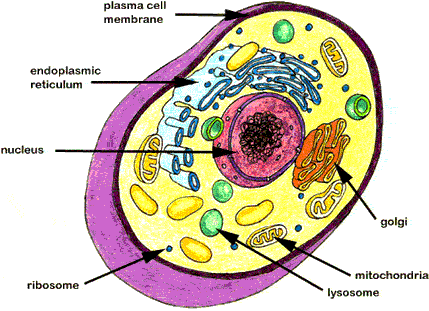 plasma cell
membrane
endoplasmic
reticulum
nucleus
golgi
mitochondria
ribosome
lysosome